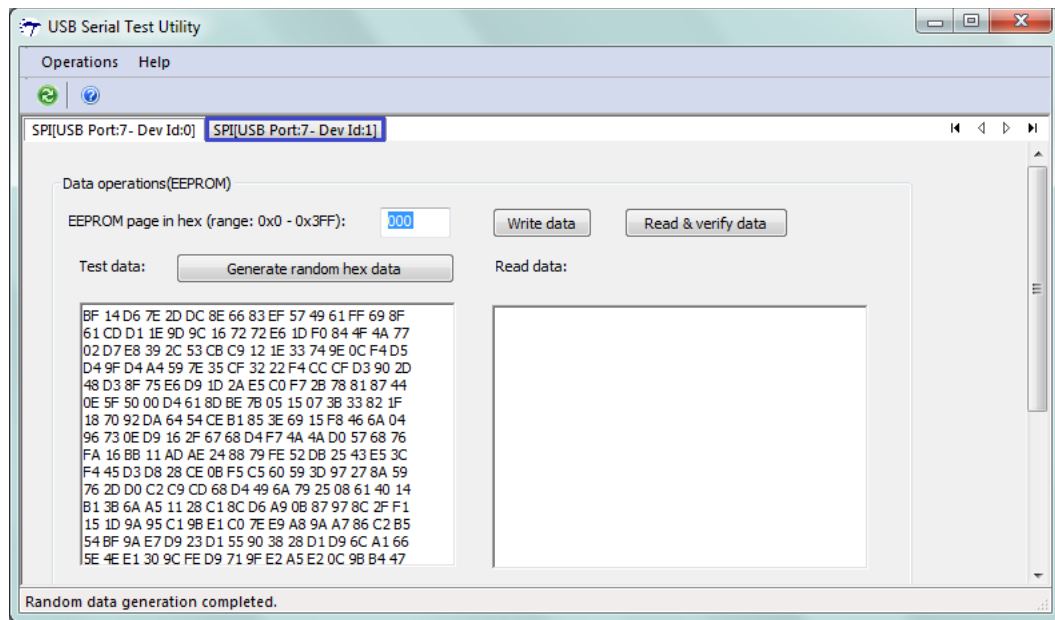 USB Serial Test Utility
Operations Help
SPI[USB Port:7- Dev Id:0] SPI[USB Port:7- Dev Id:1]
Data operations(EEPROM)
EEPROM page in hex (range: 0x0 - 0x3FF): 000 Write data Read & verify data
Test data: Generate random hex data Read data:
BF 14 D6 7E 2D DC 8E 66 83 EF 57 49 61 FF 69 8F
61 CD D1 1E 9D 9C 16 72 72 E6 1D F0 84 4F 4A 77
02 D7 E8 39 2C 53 CB C9 12 1E 33 74 9E 0C F4 D5
D4 9F D4 A4 59 7E 35 CF 32 22 F4 CC CF D3 90 2D
48 D3 8F 75 E6 D9 1D 2A E5 C0 F7 2B 78 81 87 44
0E 5F 50 00 D4 61 8D BE 7B 05 15 07 3B 33 82 1F
18 70 92 DA 64 54 CE B1 85 3E 69 15 F8 46 6A 04
96 73 0E D9 16 2F 67 68 D4 F7 4A 4A D0 57 68 76
FA 16 BB 11 AD AE 24 88 79 FE 52 DB 25 43 E5 3C
F4 45 D3 D8 28 CE 0B F5 C5 60 59 3D 97 27 8A 59
76 2D D0 C2 C9 CD 68 D4 49 6A 79 25 08 61 40 14
B1 3B 6A A5 11 28 C1 8C D6 A9 0B 87 97 8C 2F F1
15 1D 9A 95 C1 9B E1 C0 7E E9 A8 9A A7 86 C2 B5
54 BF 9A E7 D9 23 D1 55 90 38 28 D1 D9 6C A1 66
5E 4E E1 30 9C FE D9 71 9F E2 A5 E2 0C 9B B4 47
Random data generation completed.